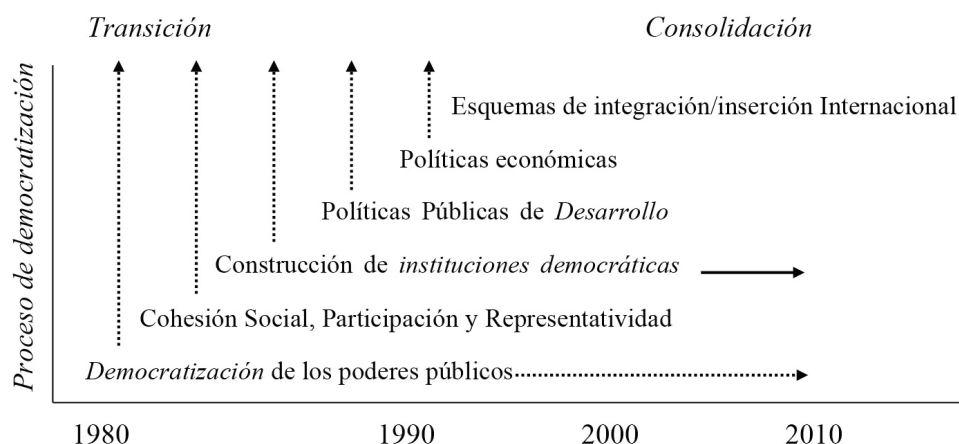 Transición
Consolidación
Proceso de democratización
Esquemas de integración/inserción Internacional
Políticas económicas
Políticas Públicas de Desarrollo
Construcción de instituciones democráticas
Cohesión Social, Participación y Representatividad
Democratización de los poderes públicos
1980
1990
2000
2010